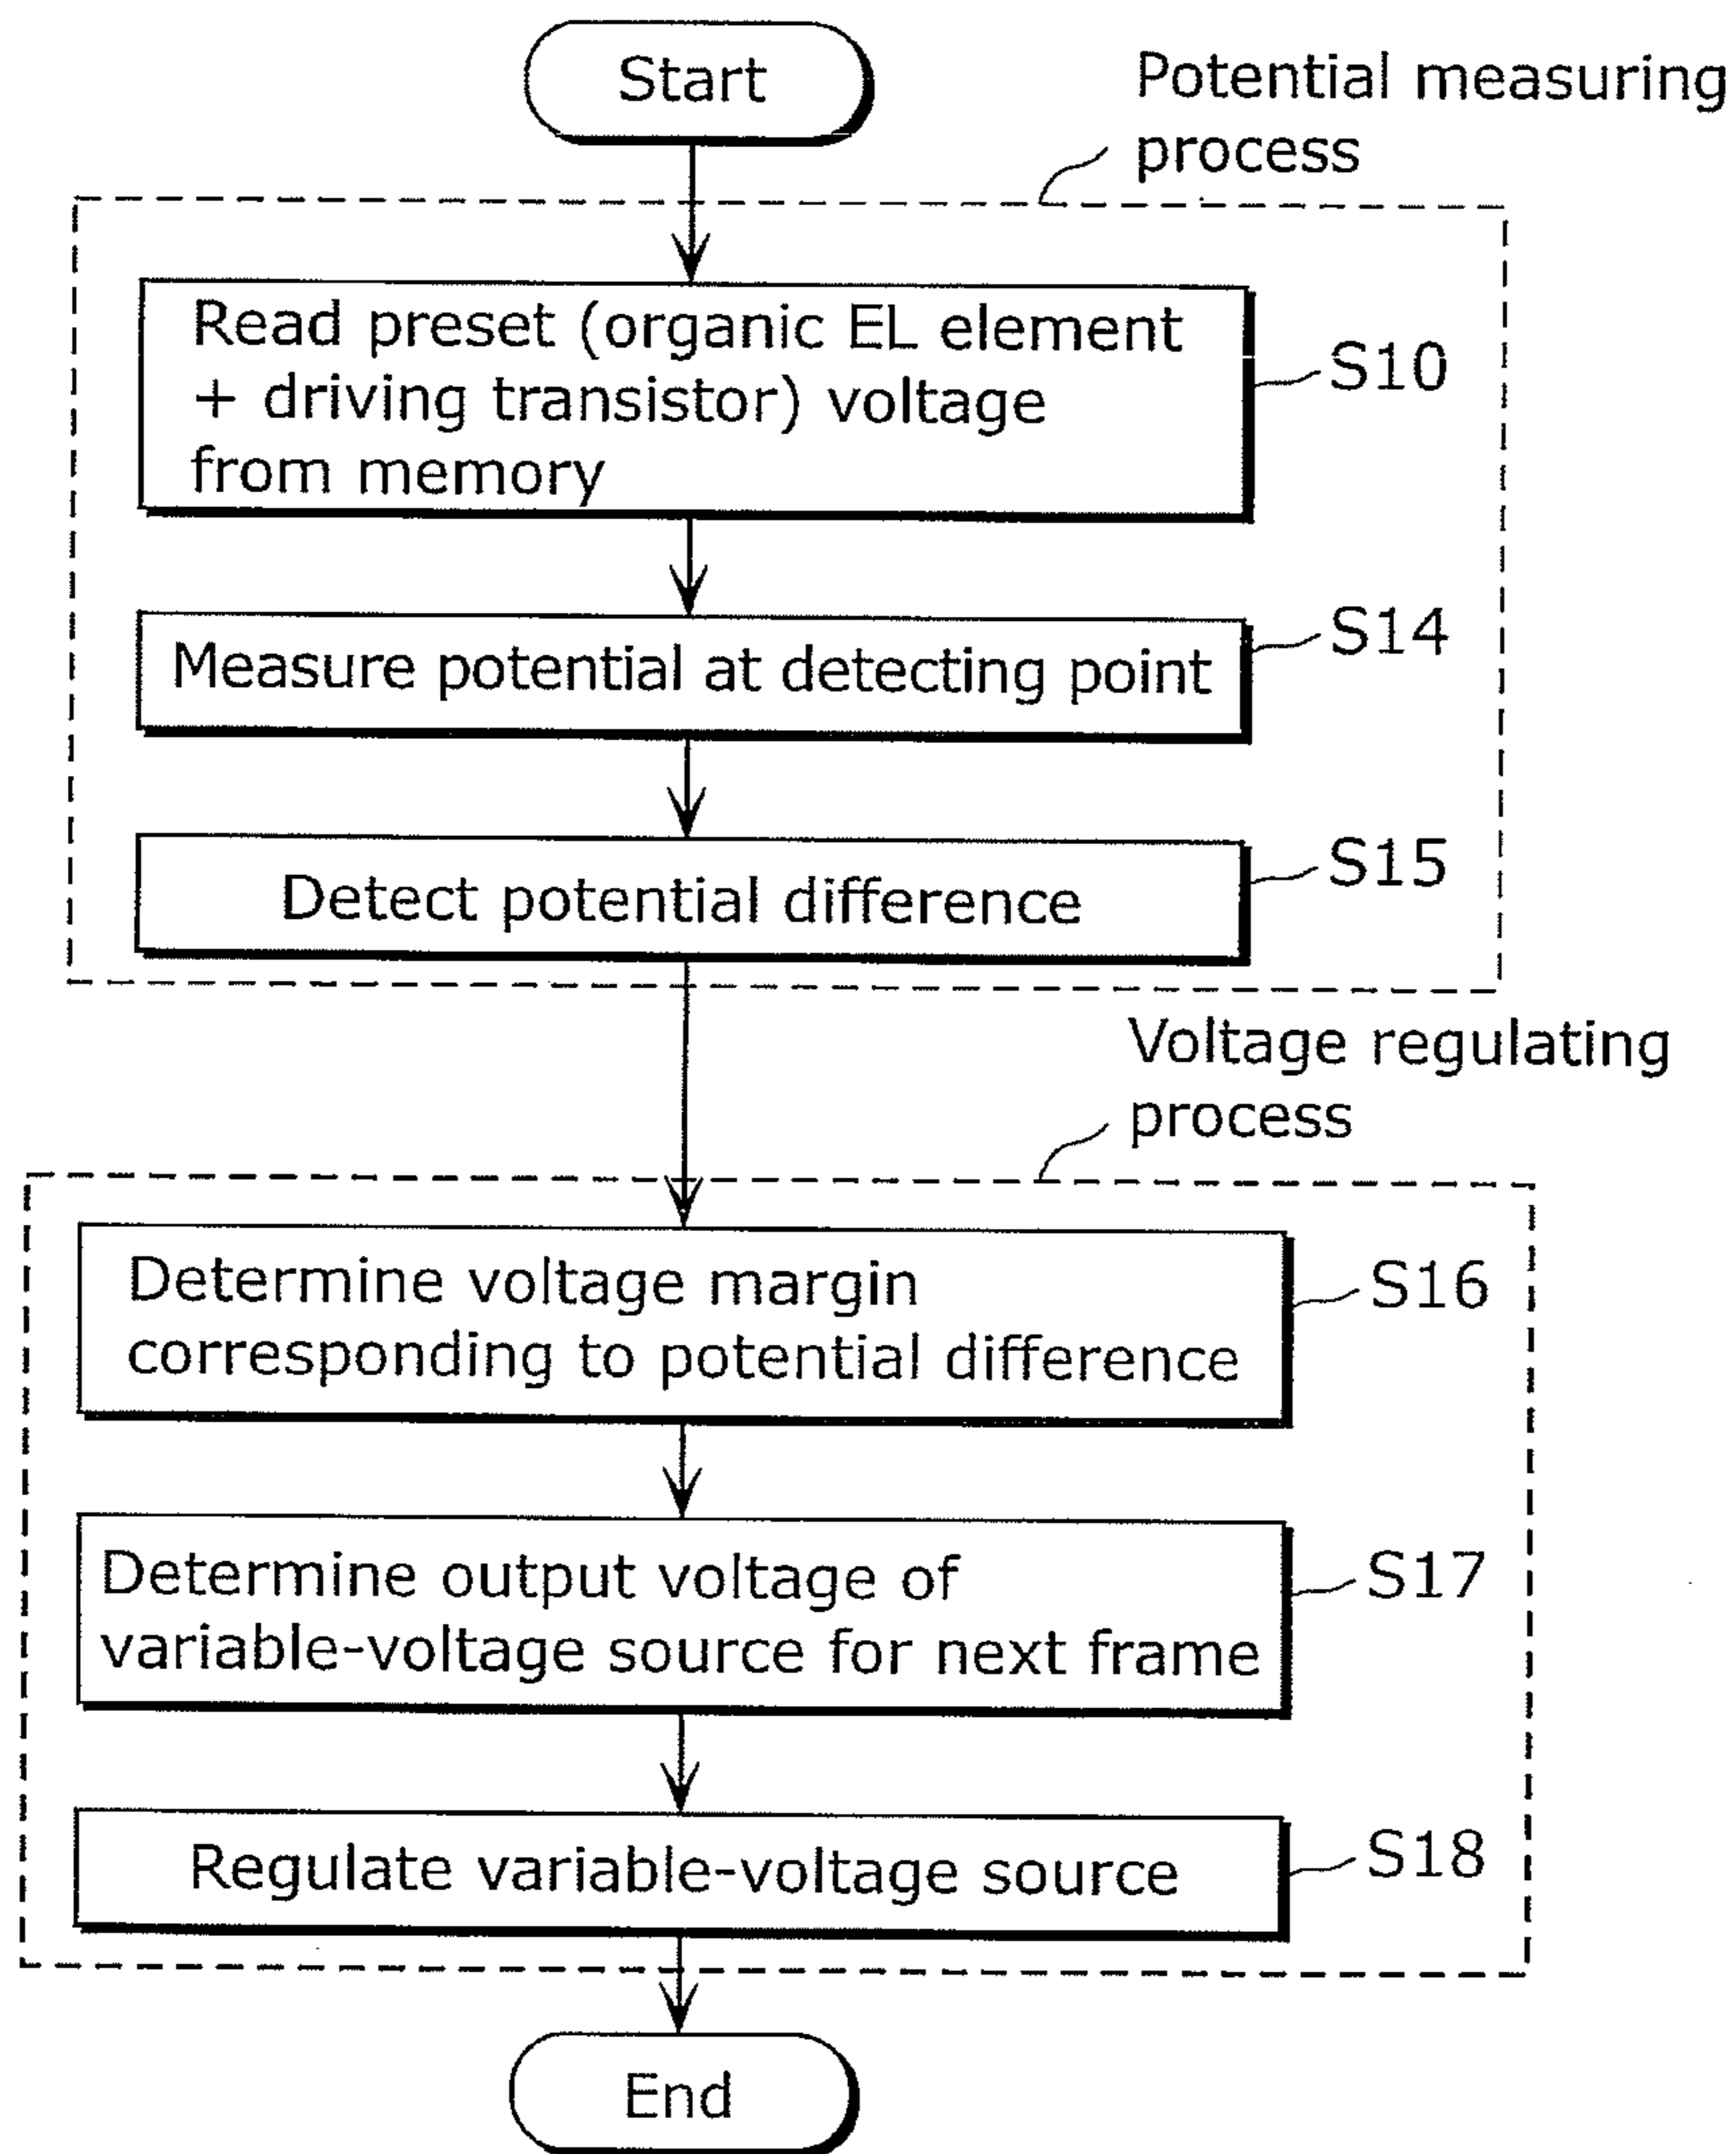 Start
Potential measuring
process
Read preset (organic EL element
+ driving transistor) voltage
from memory
S10
Measure potential at detecting point
S14
Detect potential difference
S15
Voltage regulating
process
Determine voltage margin
corresponding to potential difference
S16
Determine output voltage of
variable-voltage source for next frame
S17
Regulate variable-voltage source
S18
End